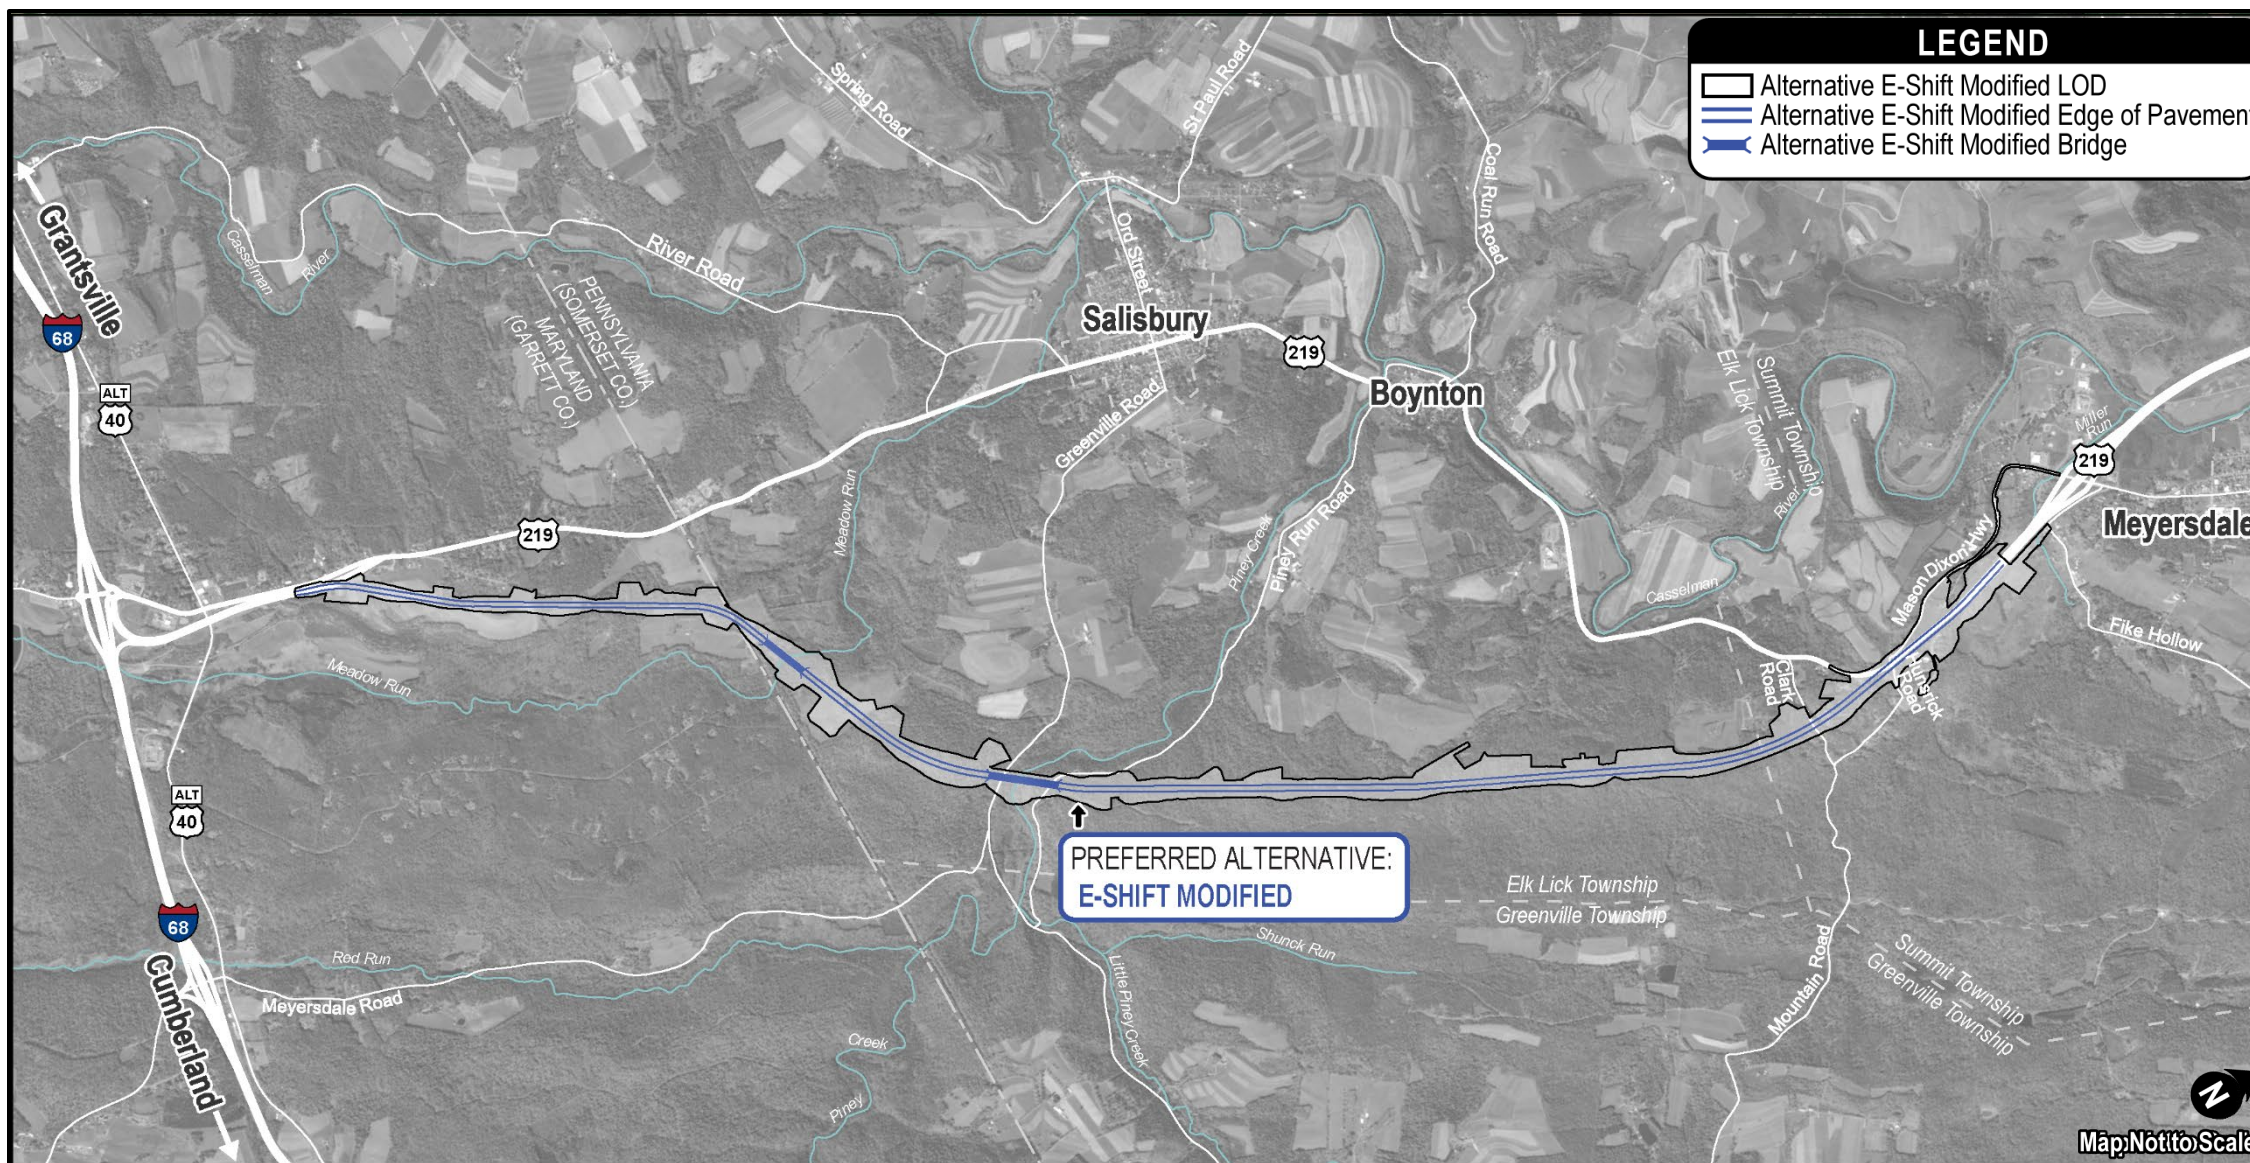 LEGEND
Alternative E-Shift Modified LOD
Alternative E-Shift Modified Edge of Pavement
Alternative E-Shift Modified Bridge
Spring Road
St Paul Road
Coal Run Road
Grantsville
Casselman
River
River Road
Ord Street
Salisbury
PENNSYLVANIA
(SOMERSET CO.)
MARYLAND
(GARRETT CO.)
68
ALT
40
219
Boynton
Greenville Road
Summit Township
Elk Lick Township
Miller
Run
219
Meyersdale
Meadow Run
219
Piney Creek
Piney Run Road
River
Casselman
Mason Dixon Hwy
Fike Hollow
Meadow Run
Clark
Road
Hunsrick
Road
ALT
40
PREFERRED ALTERNATIVE:
E-SHIFT MODIFIED
Elk Lick Township
Greenville Township
68
Cumberland
Red Run
Meyersdale Road
Shunck Run
Little Piney Creek
Creek
Piney
Mountain Road
Summit Township
Greenville Township
N
Map Not to Scale